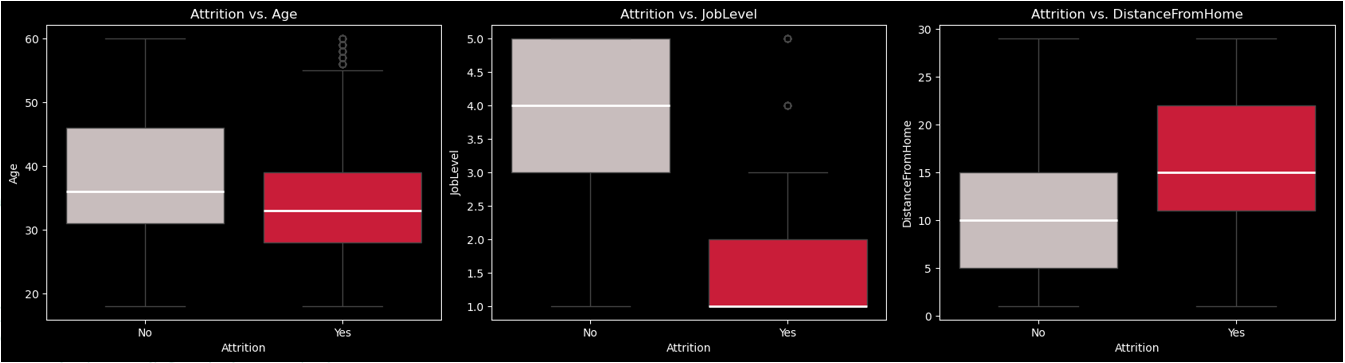 Attrition vs. Age
60
50
40
30
20
Age
No Yes
Attrition
Attrition vs. JobLevel
5.0
4.5
4.0
3.5
3.0
2.5
2.0
1.5
1.0
JobLevel
No Yes
Attrition
Attrition vs. DistanceFromHome
30
25
20
15
10
5
0
DistanceFromHome
No Yes
Attrition